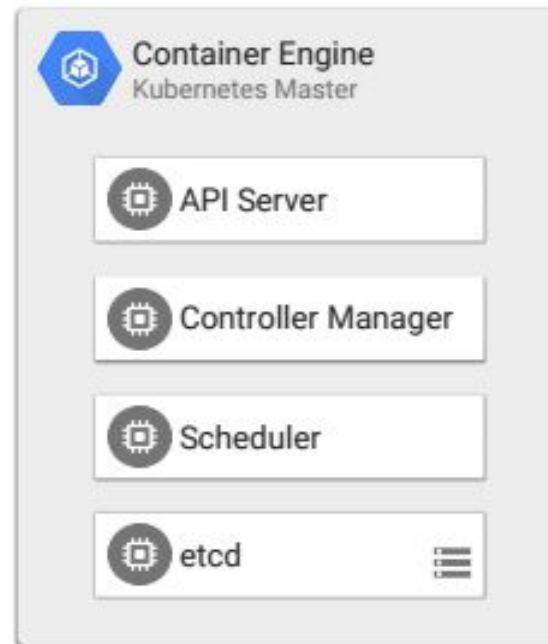 Container Engine
Kubernetes Master
API Server
Controller Manager
Scheduler
etcd